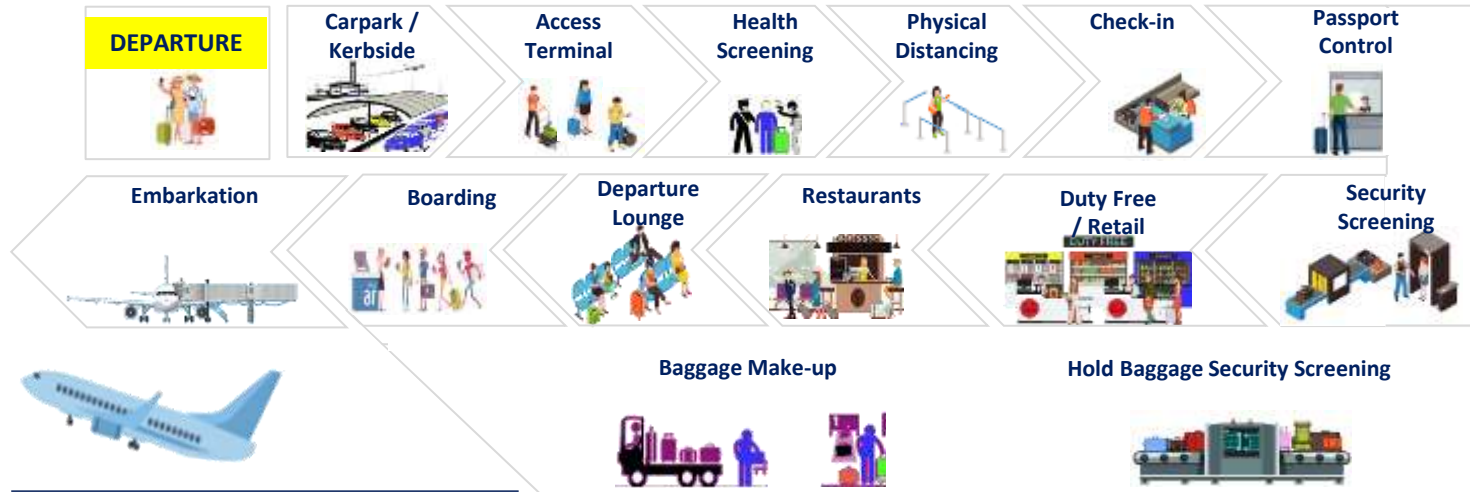 DEPARTURE
Carpark /
Kerbside
Access
Terminal
Health
Screening
Physical
Distancing
Check-in
Passport
Control
Embarkation
Boarding
Departure
Lounge
Restaurants
Duty Free
/ Retail
DUTY FREE
Security
Screening
Baggage Make-up
Hold Baggage Security Screening